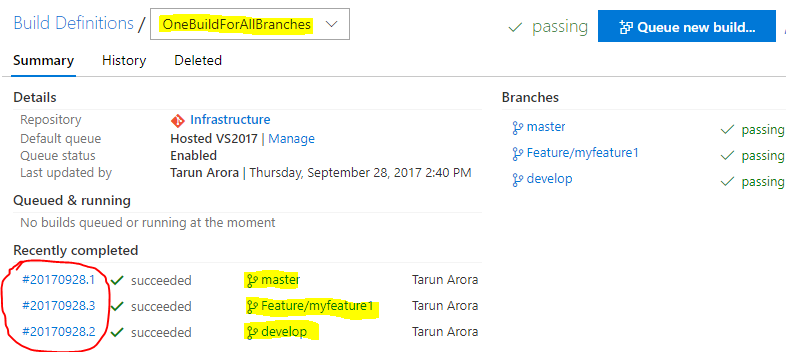 Build Definitions / OneBuildForAllBranches
passing
Queue new build...
Summary History Deleted
Details
Repository Infrastructure
Default queue Hosted VS2017 | Manage
Queue status Enabled
Last updated by Tarun Arora | Thursday, September 28, 2017 2:40 PM
Queued & running
No builds queued or running at the moment
Recently completed
#20170928.1 succeeded master Tarun Arora
#20170928.3 succeeded Feature/myfeature1 Tarun Arora
#20170928.2 succeeded develop Tarun Arora
Branches
master passing
Feature/myfeature1 passing
develop passing